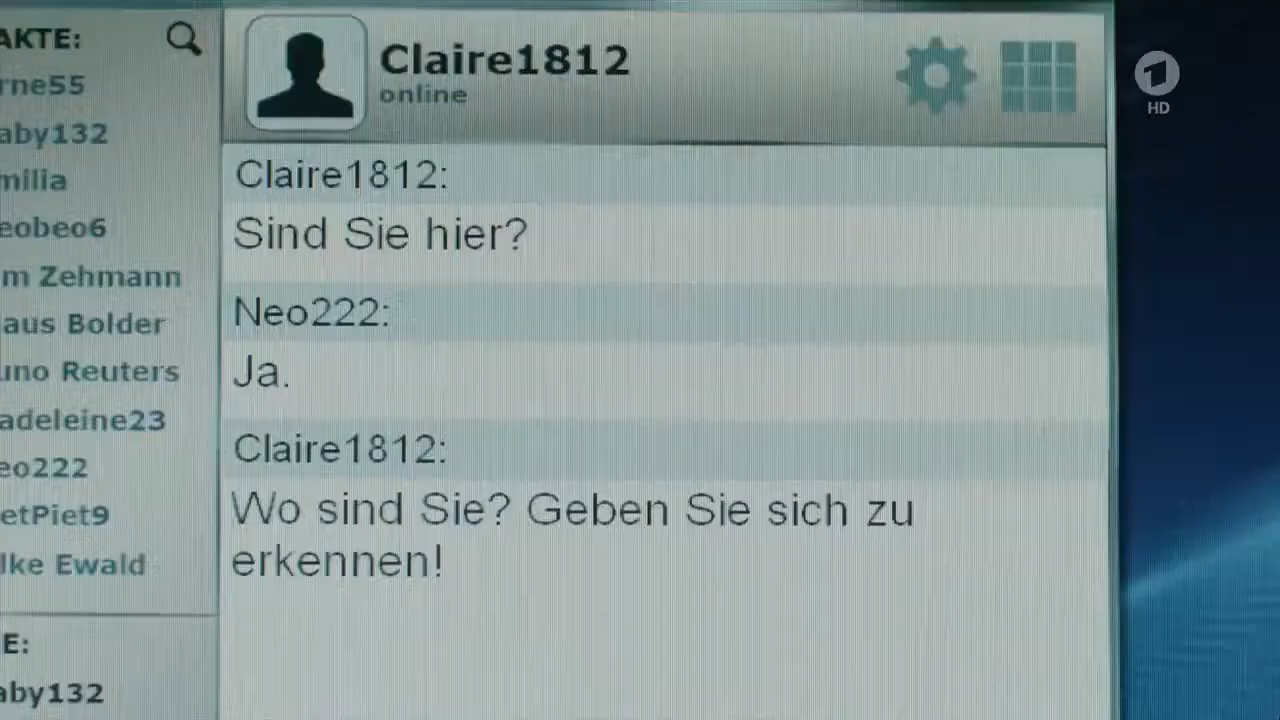 AKTE:
rne55
aby132
milia
eobeo6
m Zehmann
aus Bolder
uno Reuters
adeleine23
eo222
etPiet9
lke Ewald
E:
aby132
Claire1812
online
Claire1812:
Sind Sie hier?
Neo222:
Ja.
Claire1812:
Wo sind Sie? Geben Sie sich zu
erkennen!
1
HD